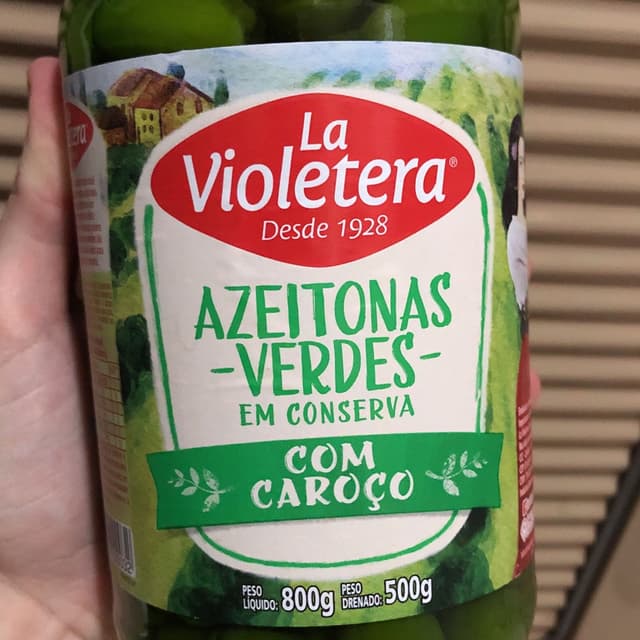 La
Violetera®
Desde 1928
AZEITONAS
-VERDES-
EM CONSERVA
COM
CAROÇO
PESO LÍQUIDO: 800g PESO DRENADO: 500g